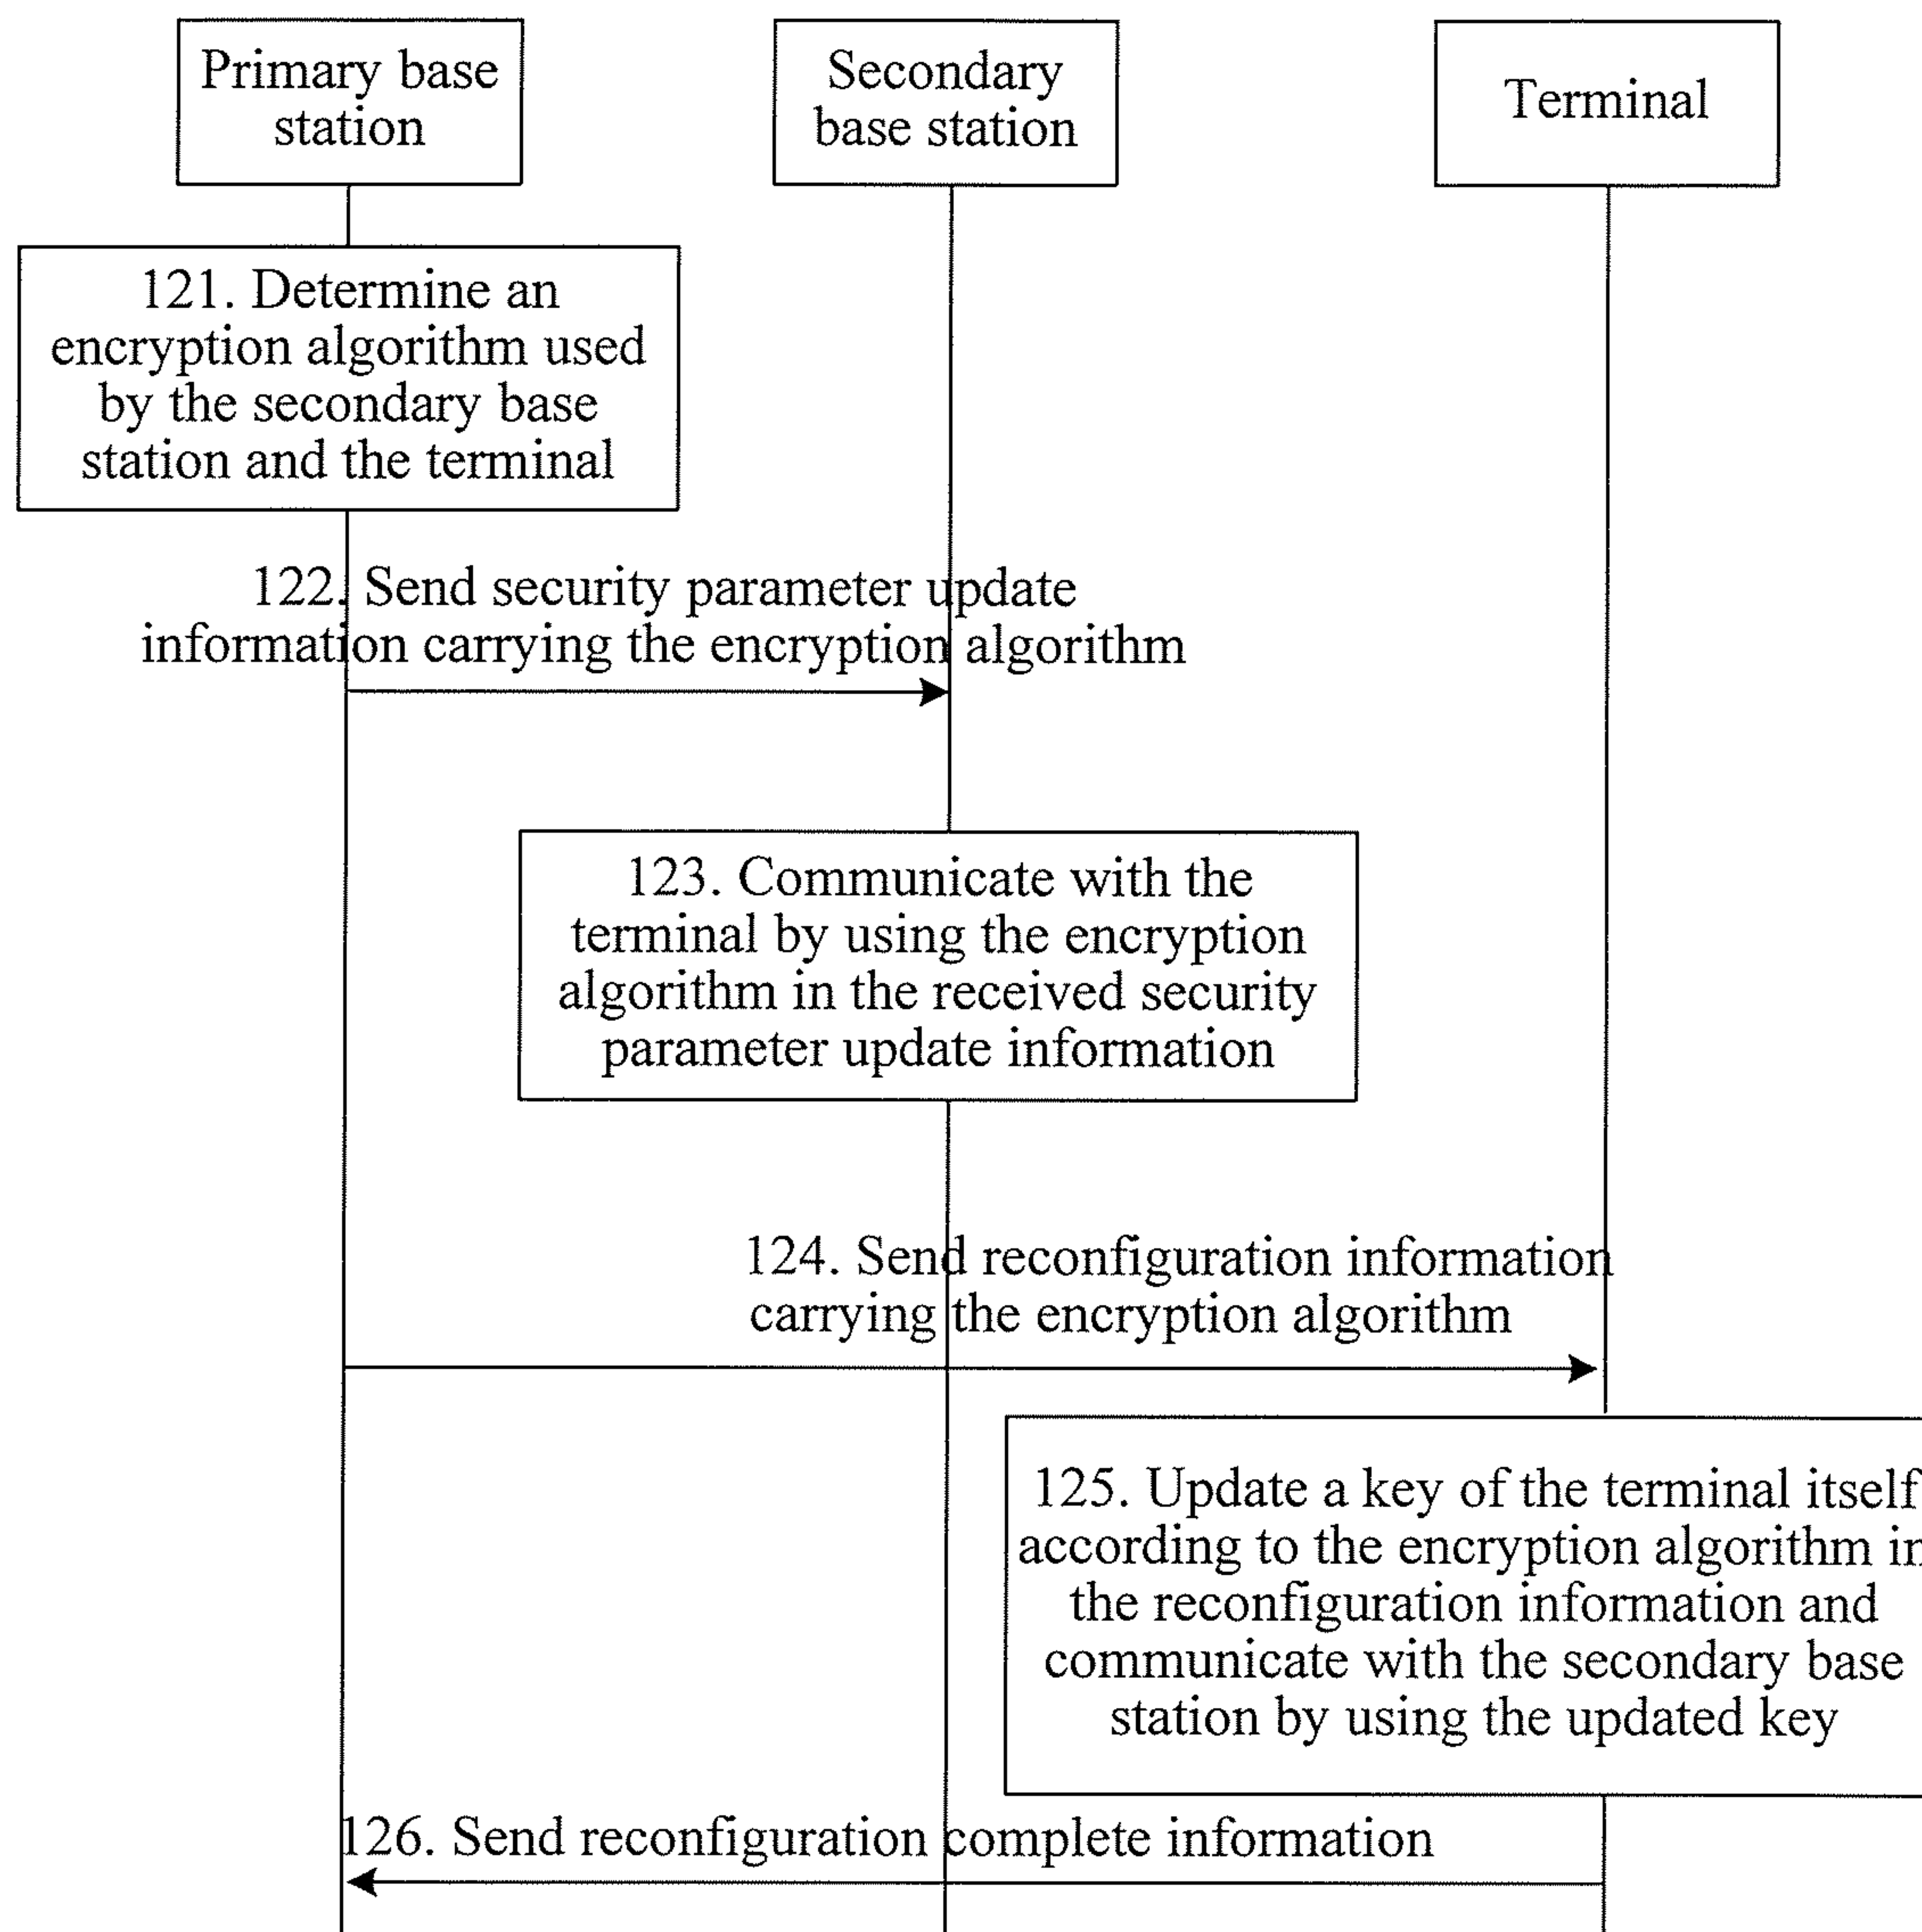 Primary base
station
Secondary
base station
Terminal
121. Determine an
encryption algorithm used
by the secondary base
station and the terminal
122. Send security parameter update
information carrying the encryption algorithm
123. Communicate with the
terminal by using the encryption
algorithm in the received security
parameter update information
124. Send reconfiguration information
carrying the encryption algorithm
125. Update a key of the terminal itself
according to the encryption algorithm in
the reconfiguration information and
communicate with the secondary base
station by using the updated key
126. Send reconfiguration complete information